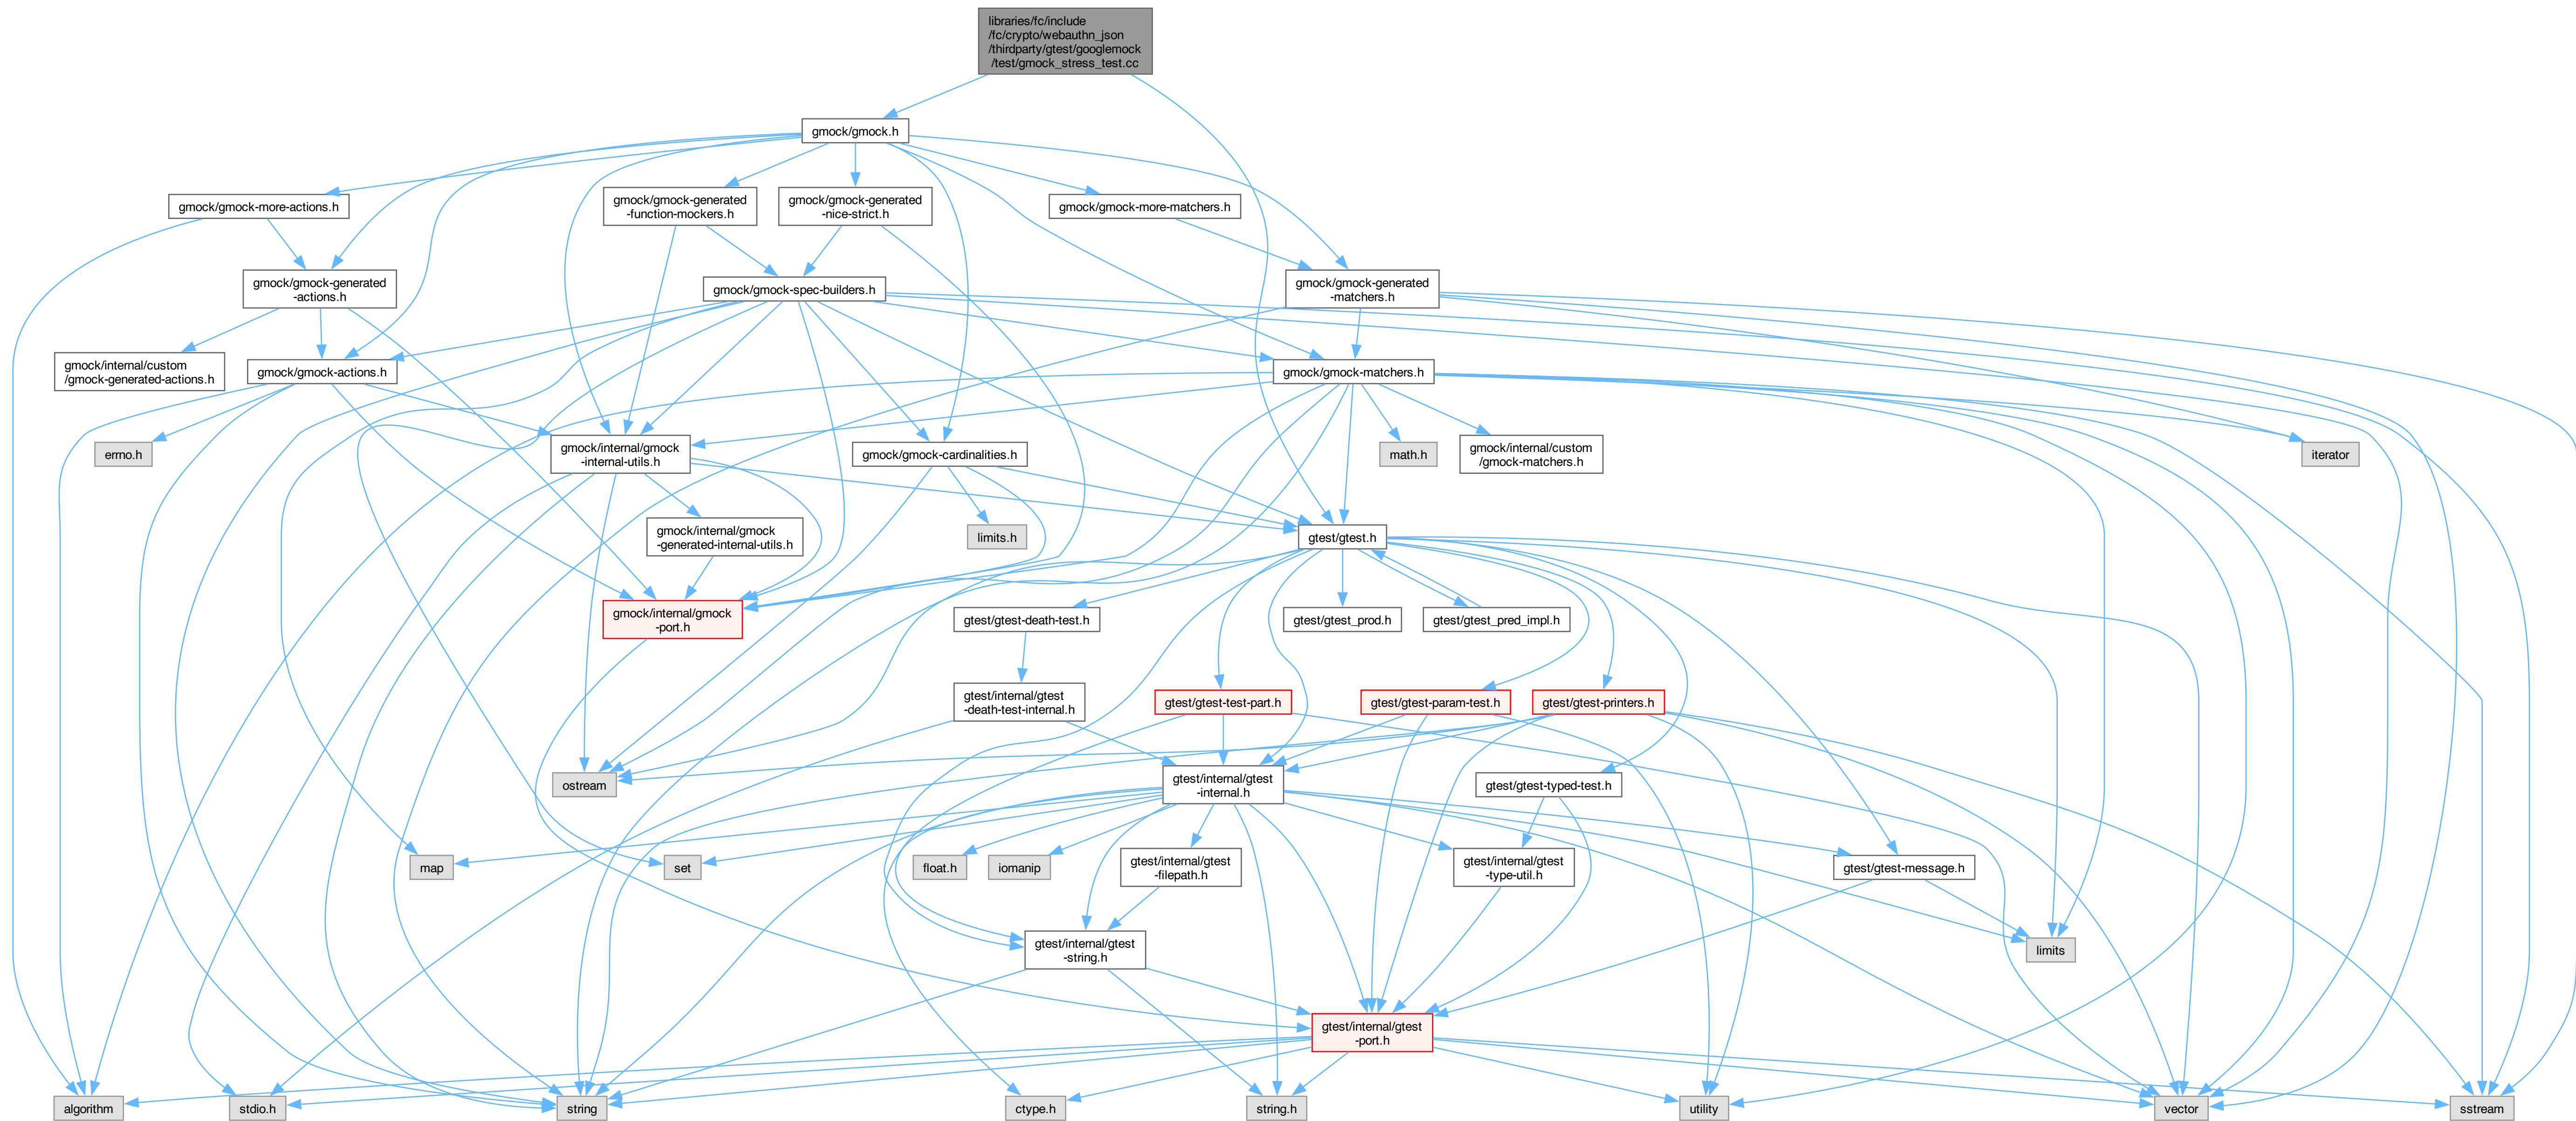 libraries/fc/include
/fc/crypto/webauthn_json
/thirdparty/gtest/googlemock
/test/gmock_stress_test.cc
gmock/gmock.h
gmock/gmock-more-actions.h
gmock/gmock-generated
-function-mockers.h
gmock/gmock-generated
-nice-strict.h
gmock/gmock-more-matchers.h
gmock/gmock-generated
-actions.h
gmock/gmock-spec-builders.h
gmock/gmock-generated
-matchers.h
gmock/internal/custom
/gmock-generated-actions.h
gmock/gmock-actions.h
gmock/gmock-matchers.h
errno.h
gmock/internal/gmock
-internal-utils.h
gmock/gmock-cardinalities.h
math.h
gmock/internal/custom
/gmock-matchers.h
iterator
gmock/internal/gmock
-generated-internal-utils.h
limits.h
gtest/gtest.h
gmock/internal/gmock
-port.h
gtest/gtest-death-test.h
gtest/gtest_prod.h
gtest/gtest_pred_impl.h
gtest/internal/gtest
-death-test-internal.h
gtest/gtest-test-part.h
gtest/gtest-param-test.h
gtest/gtest-printers.h
ostream
gtest/internal/gtest
-internal.h
gtest/gtest-typed-test.h
map
set
float.h
iomanip
gtest/internal/gtest
-filepath.h
gtest/internal/gtest
-type-util.h
gtest/gtest-message.h
gtest/internal/gtest
-string.h
limits
gtest/internal/gtest
-port.h
algorithm
stdio.h
string
ctype.h
string.h
utility
vector
sstream